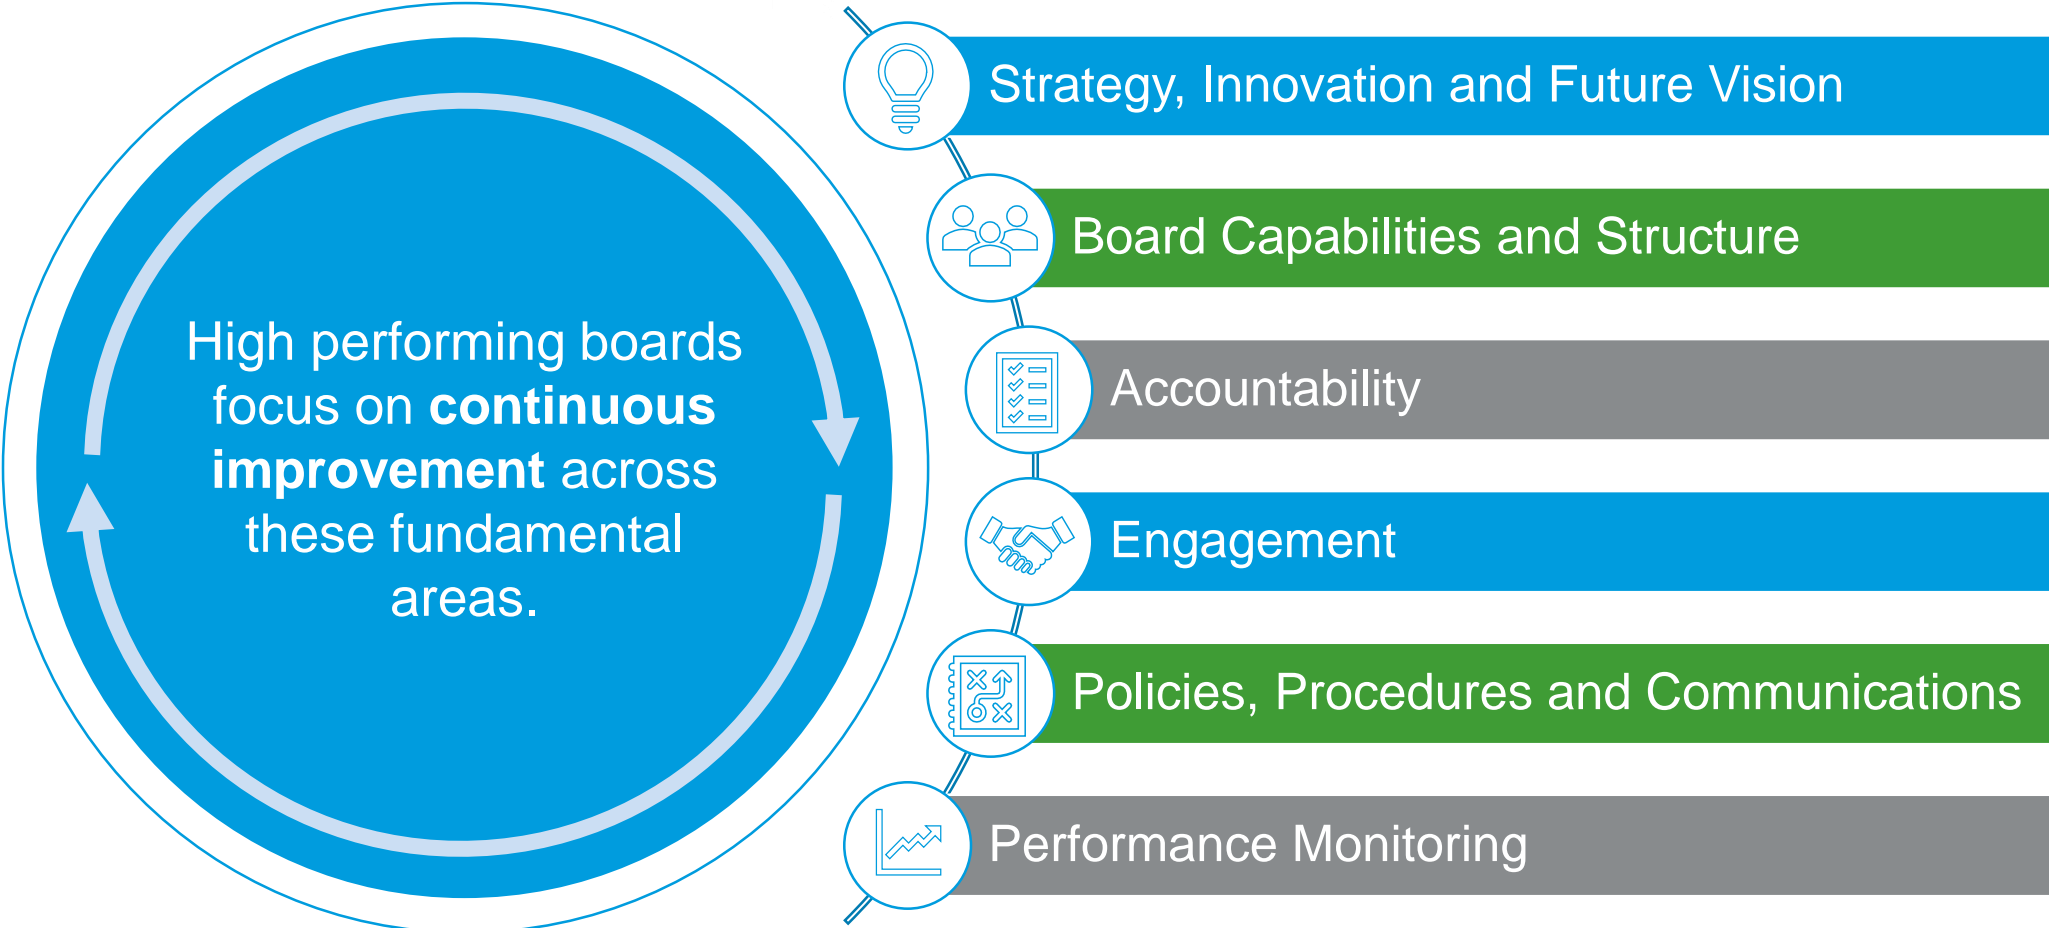 High performing boards
focus on continuous
improvement across
these fundamental
areas.
Strategy, Innovation and Future Vision
Board Capabilities and Structure
Accountability
Engagement
Policies, Procedures and Communications
Performance Monitoring